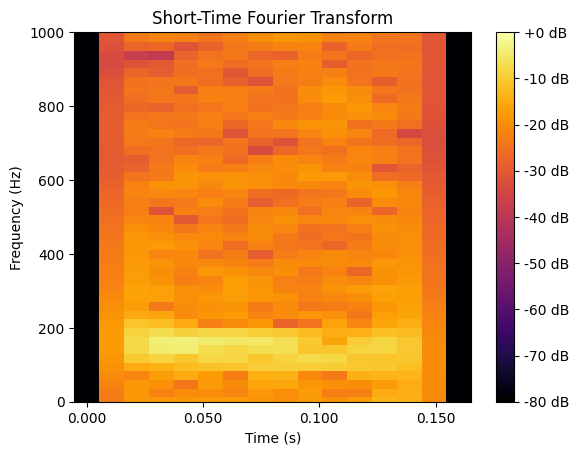 Short-Time Fourier Transform
1000
800
600
400
200
0
Frequency (Hz)
0.000
0.050
0.100
0.150
Time (s)
+0 dB
-10 dB
-20 dB
-30 dB
-40 dB
-50 dB
-60 dB
-70 dB
-80 dB